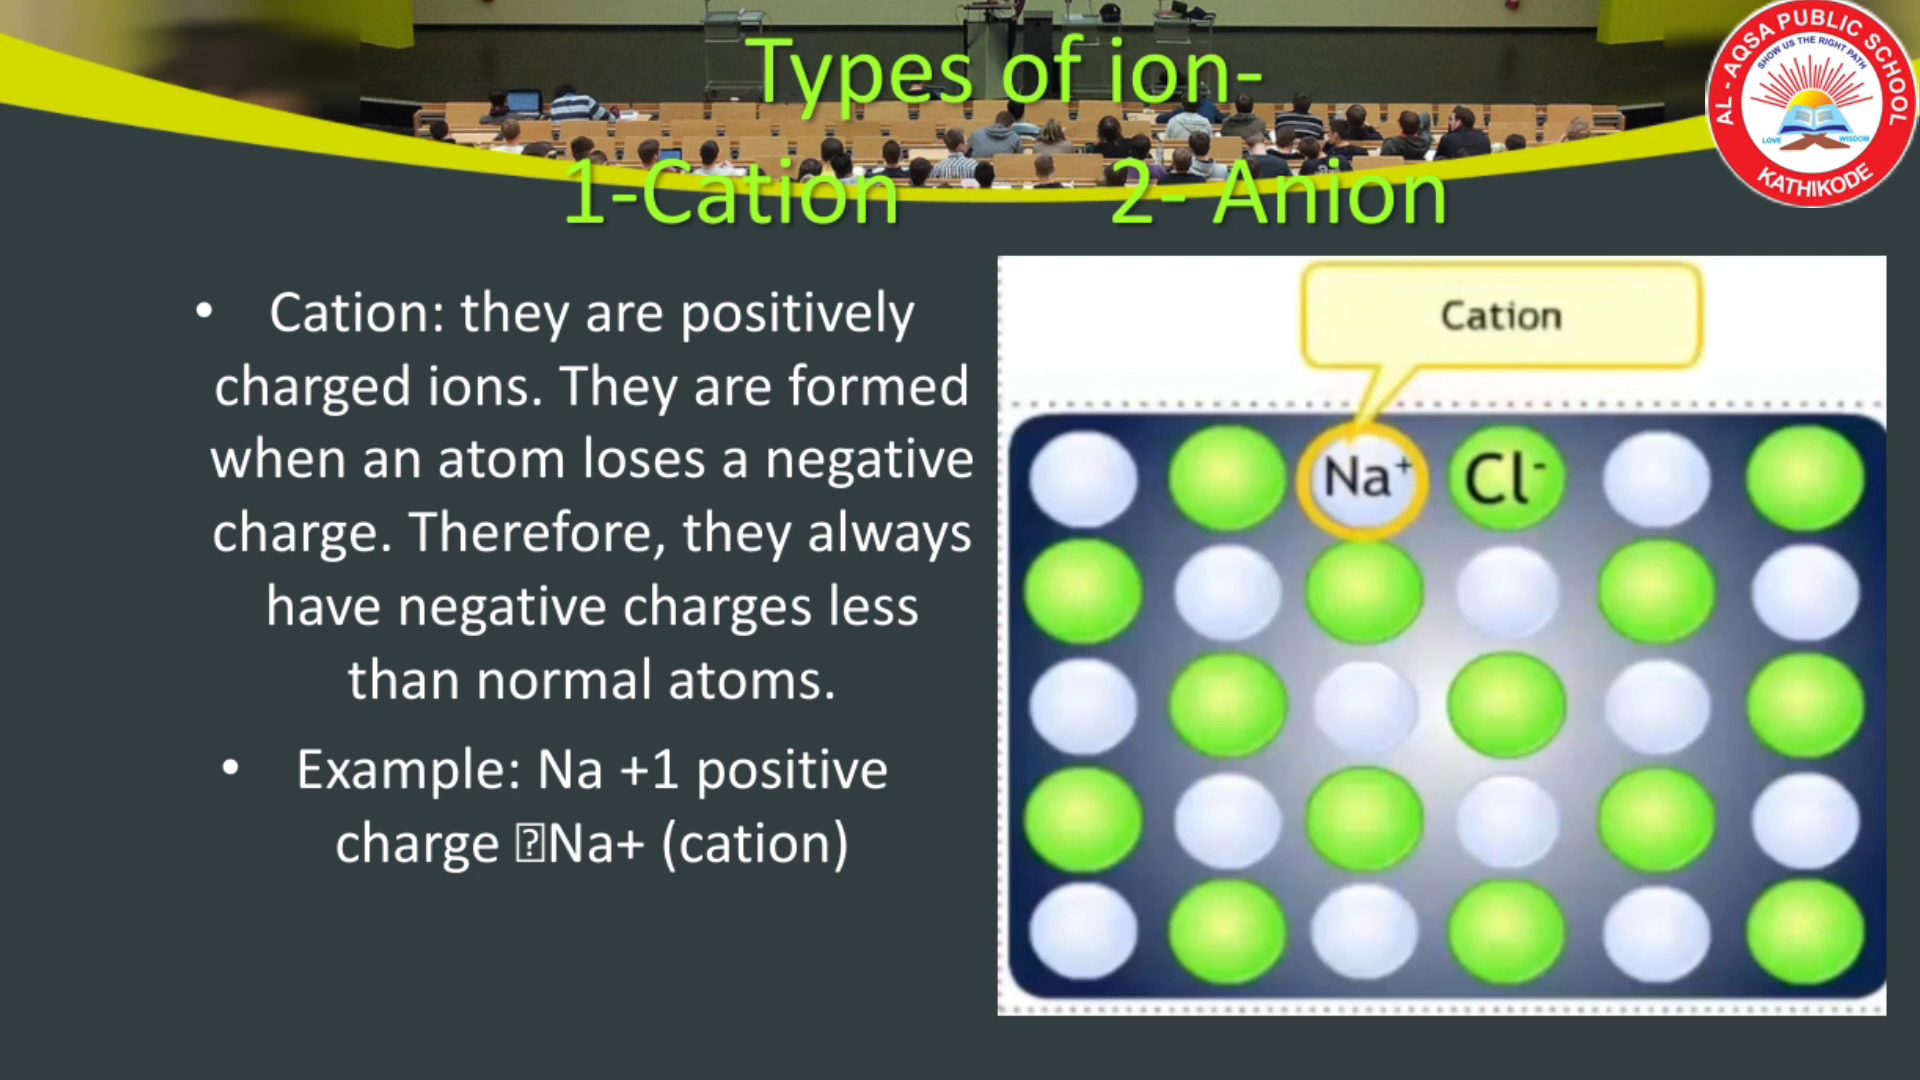 Types of ion-
1-Cation 2- Anion
AL - AQSA PUBLIC SCHOOL
SHOW US THE RIGHT PATH
LOVE WISDOM
KATHIKODE
• Cation: they are positively
charged ions. They are formed
when an atom loses a negative
charge. Therefore, they always
have negative charges less
than normal atoms.
• Example: Na +1 positive
charge Na+ (cation)
Cation
Na⁺ Cl⁻